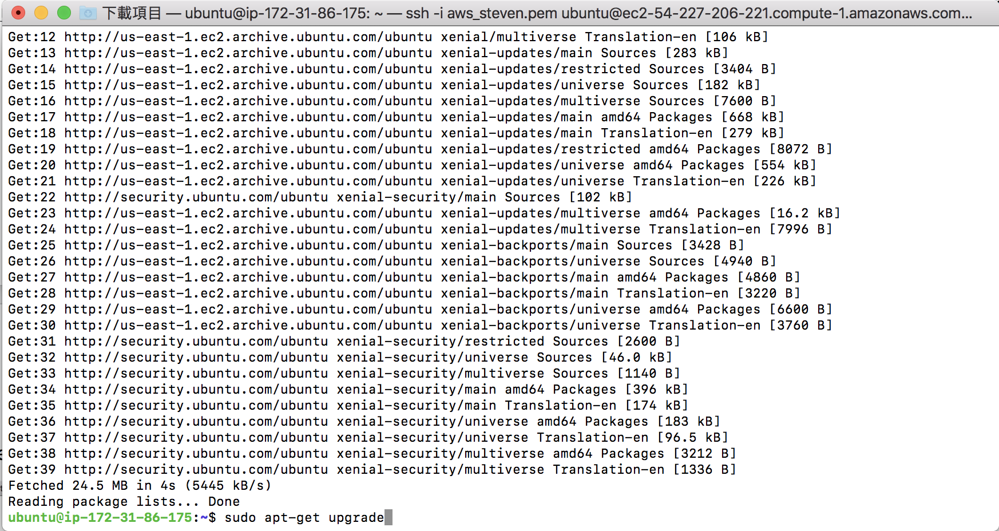 下載項目 — ubuntu@ip-172-31-86-175: ~ — ssh -i aws_steven.pem ubuntu@ec2-54-227-206-221.compute-1.amazonaws.com...
Get:12 http://us-east-1.ec2.archive.ubuntu.com/ubuntu xenial/multiverse Translation-en [106 kB]
Get:13 http://us-east-1.ec2.archive.ubuntu.com/ubuntu xenial-updates/main Sources [283 kB]
Get:14 http://us-east-1.ec2.archive.ubuntu.com/ubuntu xenial-updates/restricted Sources [3404 B]
Get:15 http://us-east-1.ec2.archive.ubuntu.com/ubuntu xenial-updates/universe Sources [182 kB]
Get:16 http://us-east-1.ec2.archive.ubuntu.com/ubuntu xenial-updates/multiverse Sources [7600 B]
Get:17 http://us-east-1.ec2.archive.ubuntu.com/ubuntu xenial-updates/main amd64 Packages [668 kB]
Get:18 http://us-east-1.ec2.archive.ubuntu.com/ubuntu xenial-updates/main Translation-en [279 kB]
Get:19 http://us-east-1.ec2.archive.ubuntu.com/ubuntu xenial-updates/restricted amd64 Packages [8072 B]
Get:20 http://us-east-1.ec2.archive.ubuntu.com/ubuntu xenial-updates/universe amd64 Packages [554 kB]
Get:21 http://us-east-1.ec2.archive.ubuntu.com/ubuntu xenial-updates/universe Translation-en [226 kB]
Get:22 http://security.ubuntu.com/ubuntu xenial-security/main Sources [102 kB]
Get:23 http://us-east-1.ec2.archive.ubuntu.com/ubuntu xenial-updates/multiverse amd64 Packages [16.2 kB]
Get:24 http://us-east-1.ec2.archive.ubuntu.com/ubuntu xenial-updates/multiverse Translation-en [7996 B]
Get:25 http://us-east-1.ec2.archive.ubuntu.com/ubuntu xenial-backports/main Sources [3428 B]
Get:26 http://us-east-1.ec2.archive.ubuntu.com/ubuntu xenial-backports/universe Sources [4940 B]
Get:27 http://us-east-1.ec2.archive.ubuntu.com/ubuntu xenial-backports/main amd64 Packages [4860 B]
Get:28 http://us-east-1.ec2.archive.ubuntu.com/ubuntu xenial-backports/main Translation-en [3220 B]
Get:29 http://us-east-1.ec2.archive.ubuntu.com/ubuntu xenial-backports/universe amd64 Packages [6600 B]
Get:30 http://us-east-1.ec2.archive.ubuntu.com/ubuntu xenial-backports/universe Translation-en [3760 B]
Get:31 http://security.ubuntu.com/ubuntu xenial-security/restricted Sources [2600 B]
Get:32 http://security.ubuntu.com/ubuntu xenial-security/universe Sources [46.0 kB]
Get:33 http://security.ubuntu.com/ubuntu xenial-security/multiverse Sources [1140 B]
Get:34 http://security.ubuntu.com/ubuntu xenial-security/main amd64 Packages [396 kB]
Get:35 http://security.ubuntu.com/ubuntu xenial-security/main Translation-en [174 kB]
Get:36 http://security.ubuntu.com/ubuntu xenial-security/universe amd64 Packages [183 kB]
Get:37 http://security.ubuntu.com/ubuntu xenial-security/universe Translation-en [96.5 kB]
Get:38 http://security.ubuntu.com/ubuntu xenial-security/multiverse amd64 Packages [3212 B]
Get:39 http://security.ubuntu.com/ubuntu xenial-security/multiverse Translation-en [1336 B]
Fetched 24.5 MB in 4s (5445 kB/s)
Reading package lists... Done
ubuntu@ip-172-31-86-175:~$ sudo apt-get upgrade